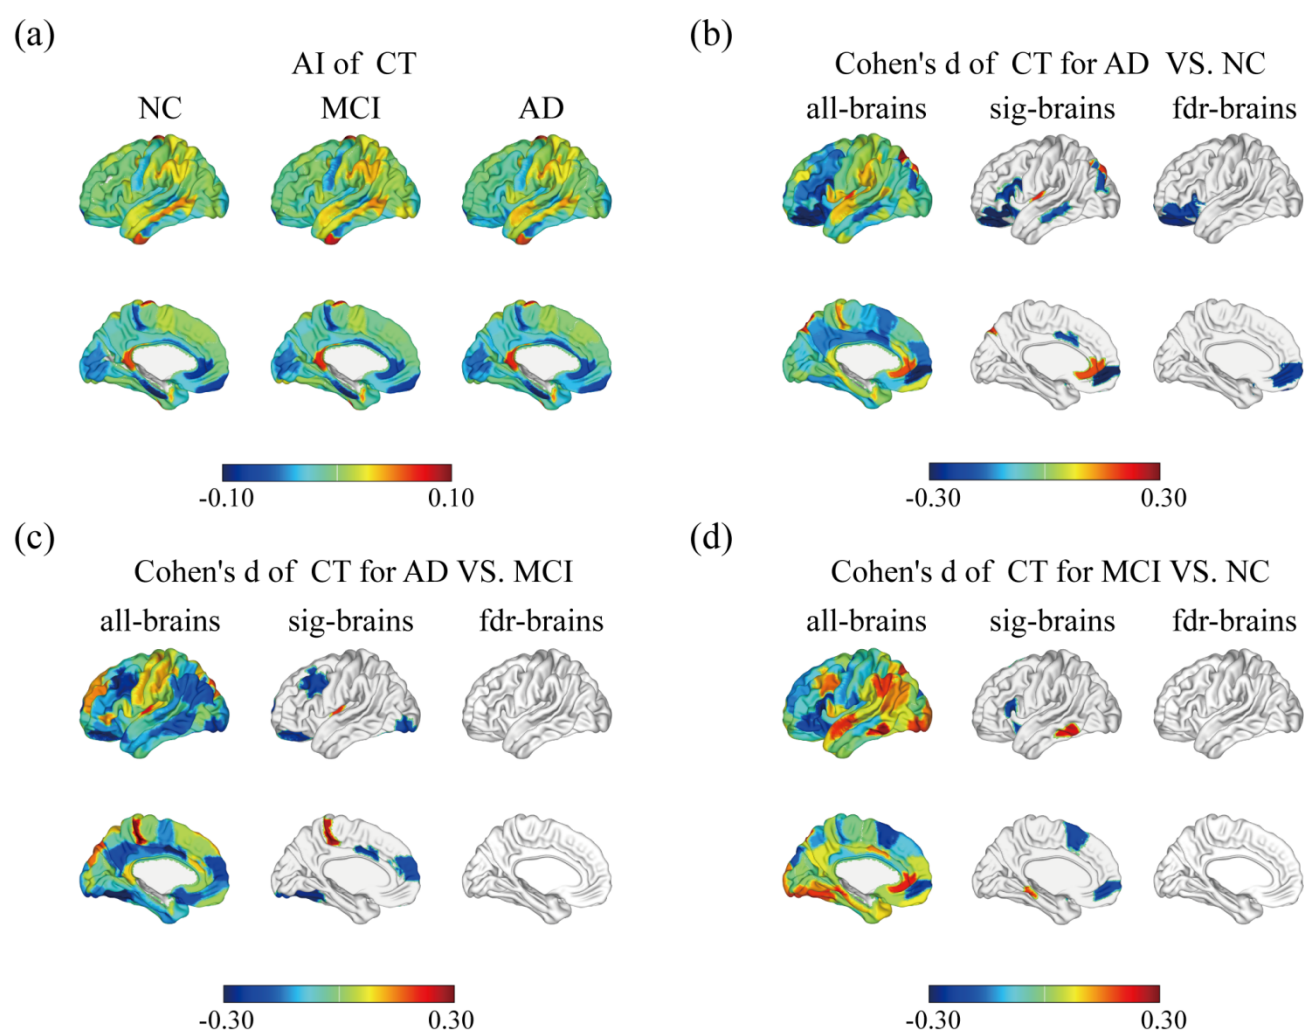 (a)
AI of CT
NC MCI AD
-0.10 0.10
(b)
Cohen's d of CT for AD VS. NC
all-brains sig-brains fdr-brains
-0.30 0.30
(c)
Cohen's d of CT for AD VS. MCI
all-brains sig-brains fdr-brains
-0.30 0.30
(d)
Cohen's d of CT for MCI VS. NC
all-brains sig-brains fdr-brains
-0.30 0.30